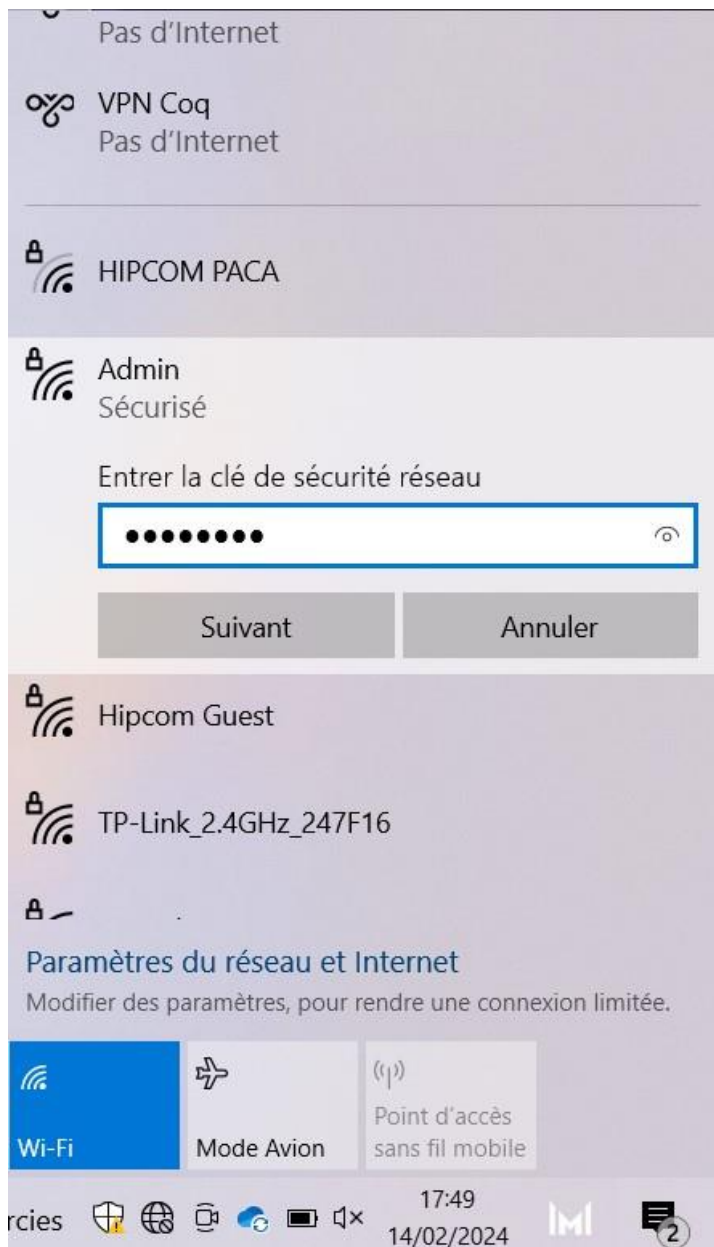 Pas d'Internet
VPN Coq
Pas d'Internet
HIPCOM PACA
Admin
Sécurisé
Entrer la clé de sécurité réseau
Suivant Annuler
Hipcom Guest
TP-Link_2.4GHz_247F16
Paramètres du réseau et Internet
Modifier des paramètres, pour rendre une connexion limitée.
Wi-Fi
Mode Avion
Point d'accès
sans fil mobile
rcies
17:49
14/02/2024
2